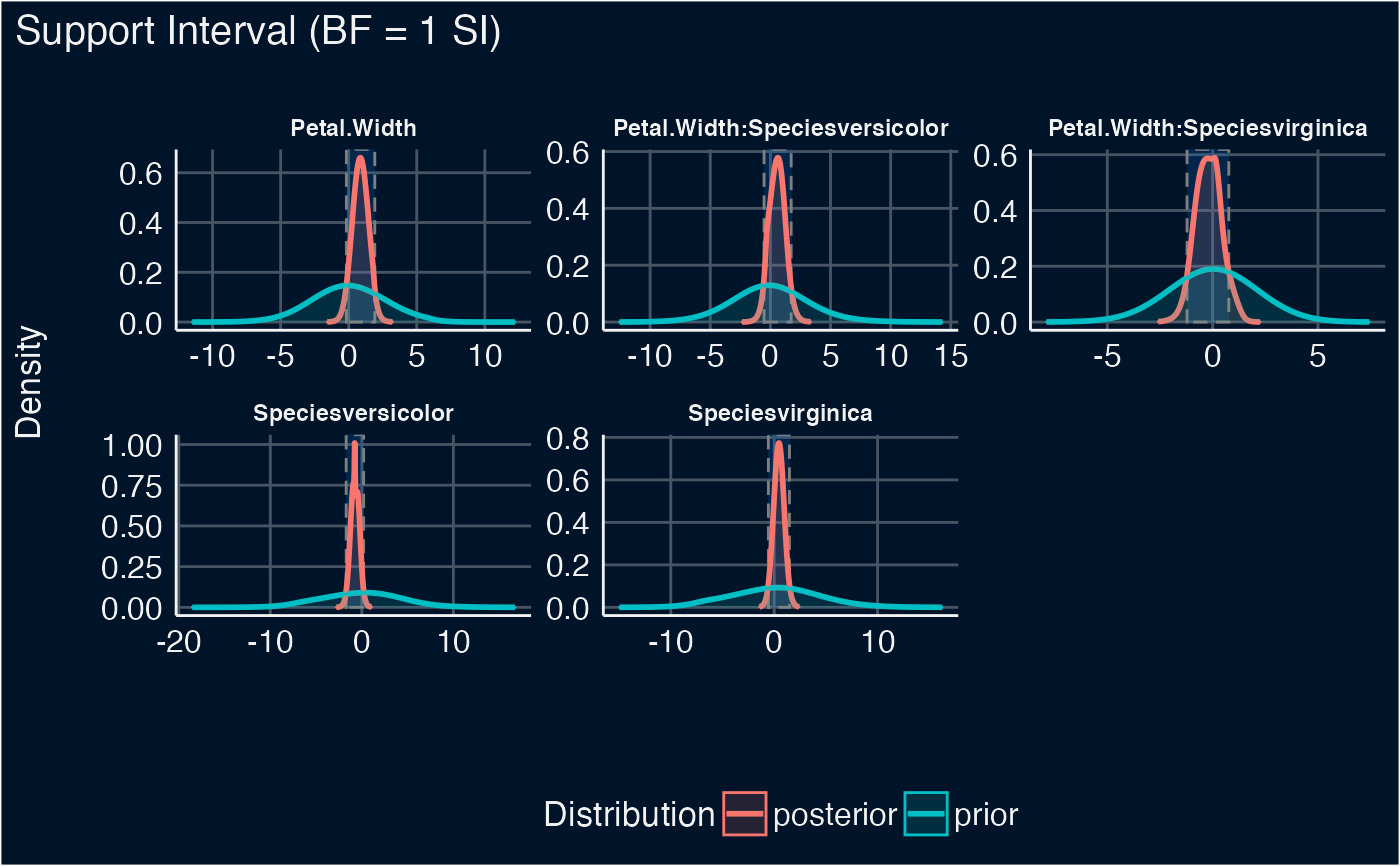 Support Interval (BF = 1 SI)
Petal.Width
Petal.Width:Speciesversicolor
Petal.Width:Speciesvirginica
0.6
0.4
0.2
0.0
-10 -5 0 5 10
0.6
0.4
0.2
0.0
-10 -5 0 5 10 15
0.6
0.4
0.2
0.0
-5 0 5
Density
Speciesversicolor
Speciesvirginica
1.00
0.75
0.50
0.25
0.00
-20 -10 0 10
0.8
0.6
0.4
0.2
0.0
-10 0 10
Distribution posterior prior